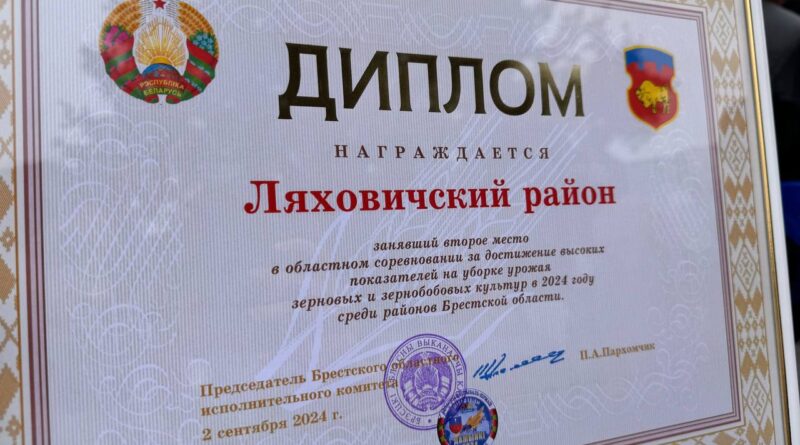 РЭСПУБЛІКА
БЕЛАРУСЬ
ДИПЛОМ
НАГРАЖДАЕТСЯ
Ляховичский район
занявший второе место
в областном соревновании за достижение высоких
показателей на уборке урожая
зерновых и зернобобовых культур в 2024 году
среди районов Брестской области.
Председатель Брестского областного
исполнительного комитета
П.А.Пархомчик
2 сентября 2024 г.